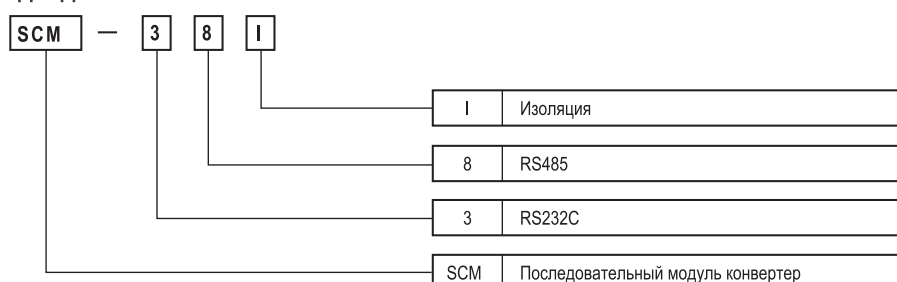 SCM — 3 8 I
I Изоляция
8 RS485
3 RS232C
SCM Последовательный модуль конвертер